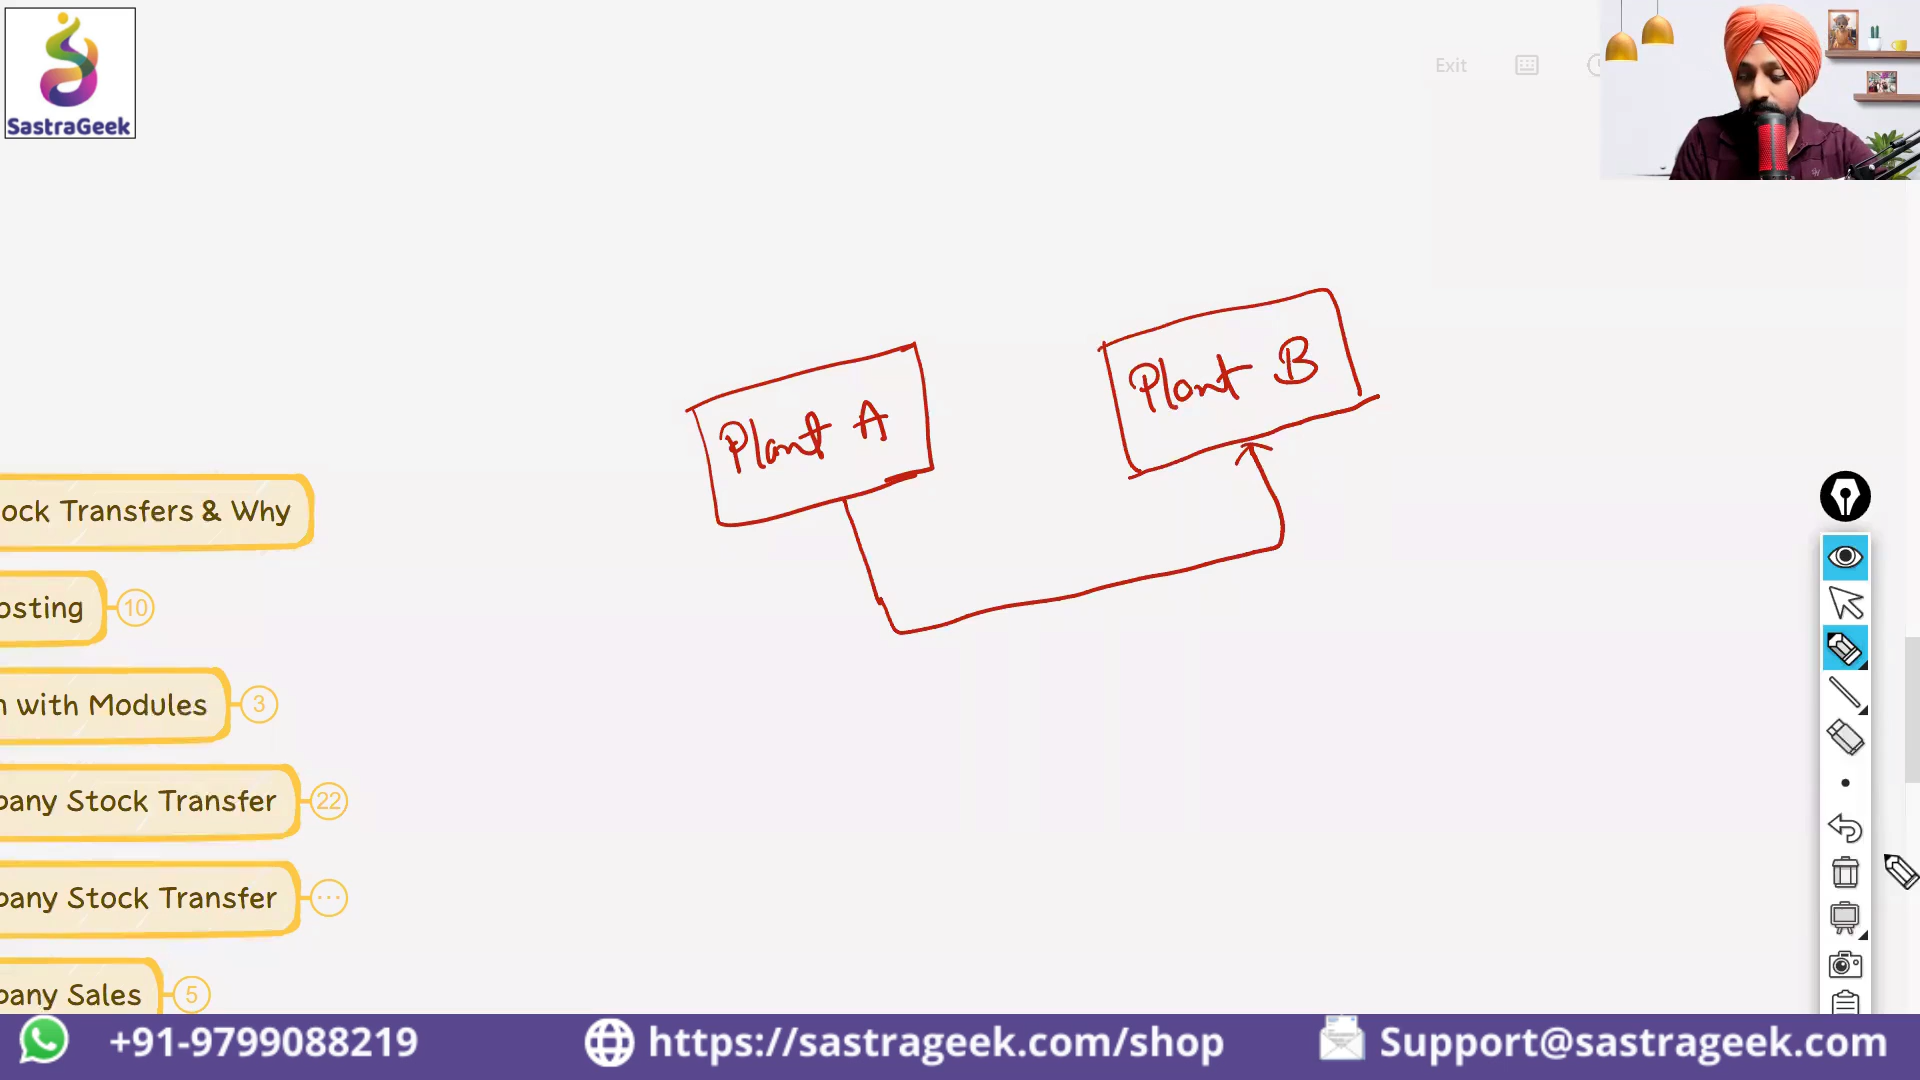 SastraGeek
Exit
Plant A
Plant B
ock Transfers & Why
osting
10
n with Modules
3
pany Stock Transfer
22
pany Stock Transfer
...
pany Sales
5
+91-9799088219
https://sastrageek.com/shop
Support@sastrageek.com